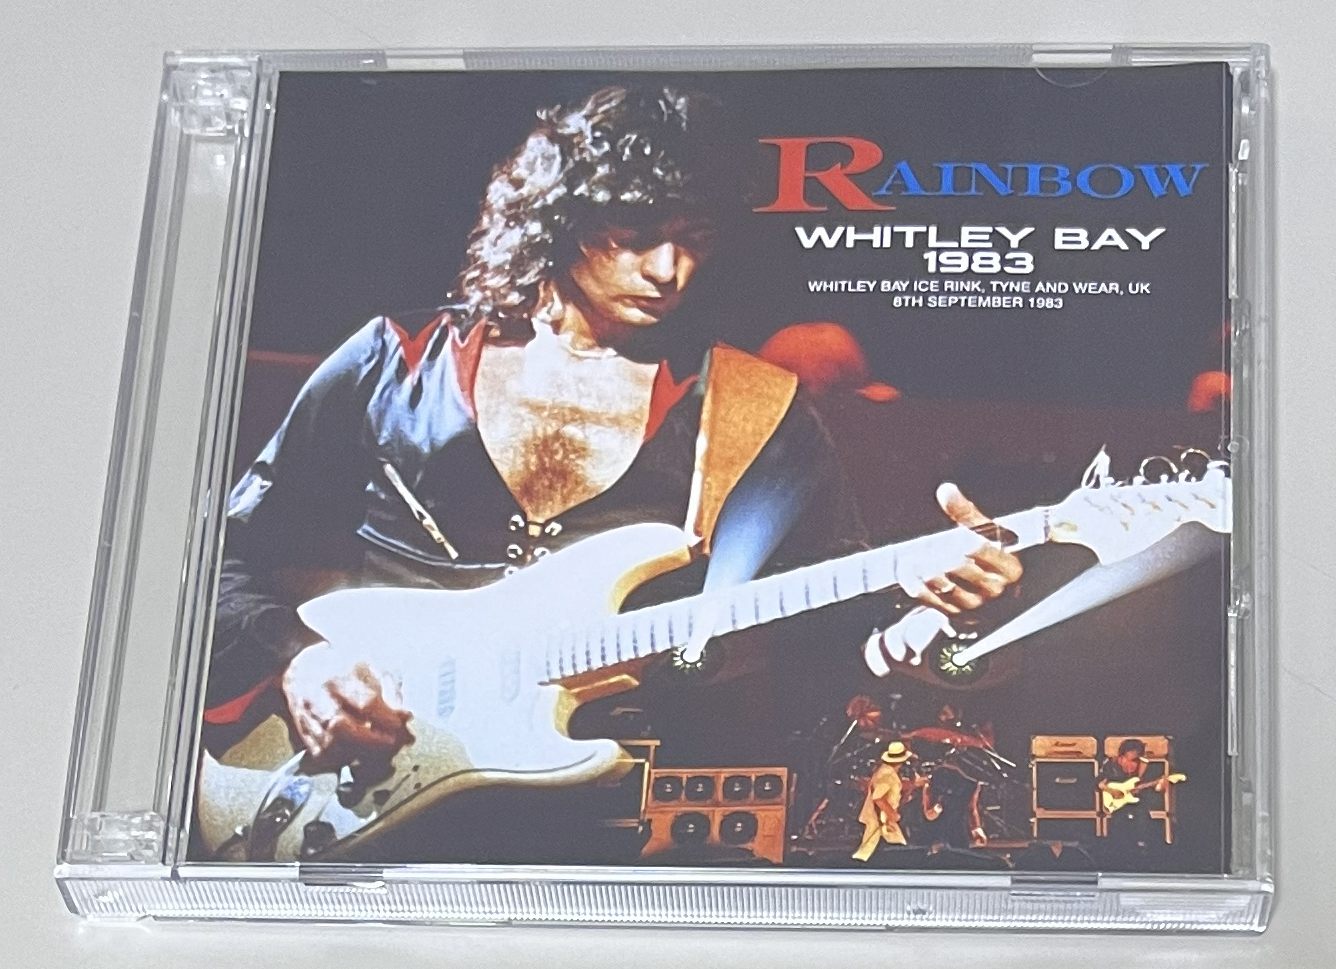 RAINBOW
WHITLEY BAY
1983
WHITLEY BAY ICE RINK, TYNE AND WEAR, UK
8TH SEPTEMBER 1983